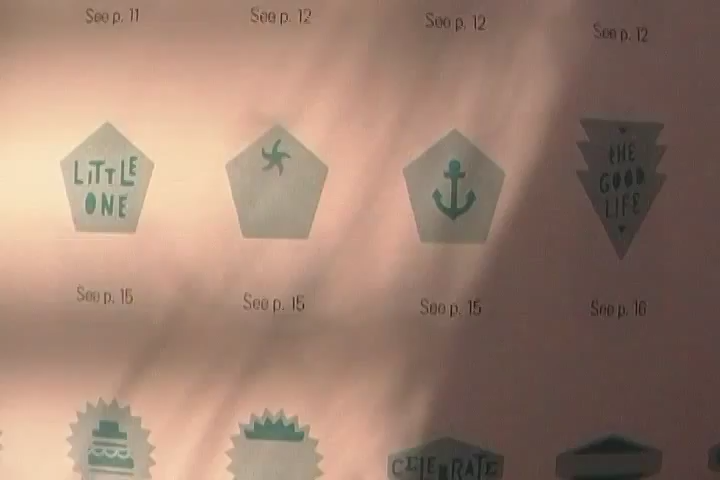 See p. 11
See p. 12
See p. 12
See p. 12
LITTLE
ONE
THE
GOOD
LIFE
See p. 15
See p. 15
See p. 15
See p. 16
CELEBRATE